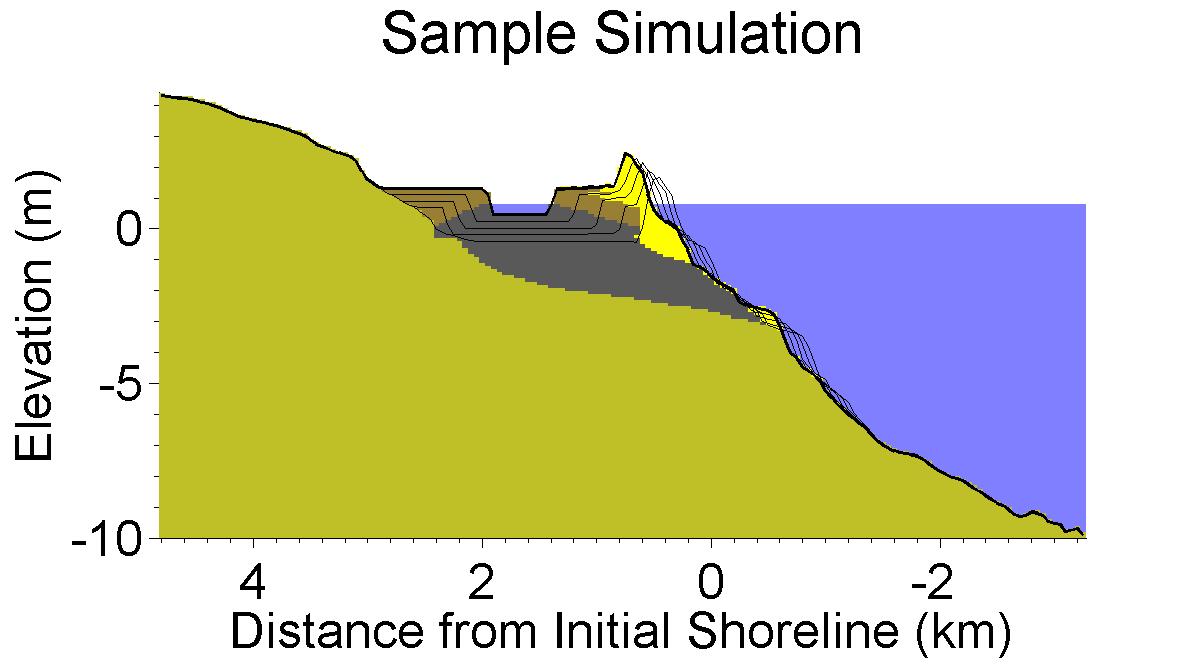 Sample Simulation
Elevation (m)
0
-5
-10
4 2 0 -2
Distance from Initial Shoreline (km)